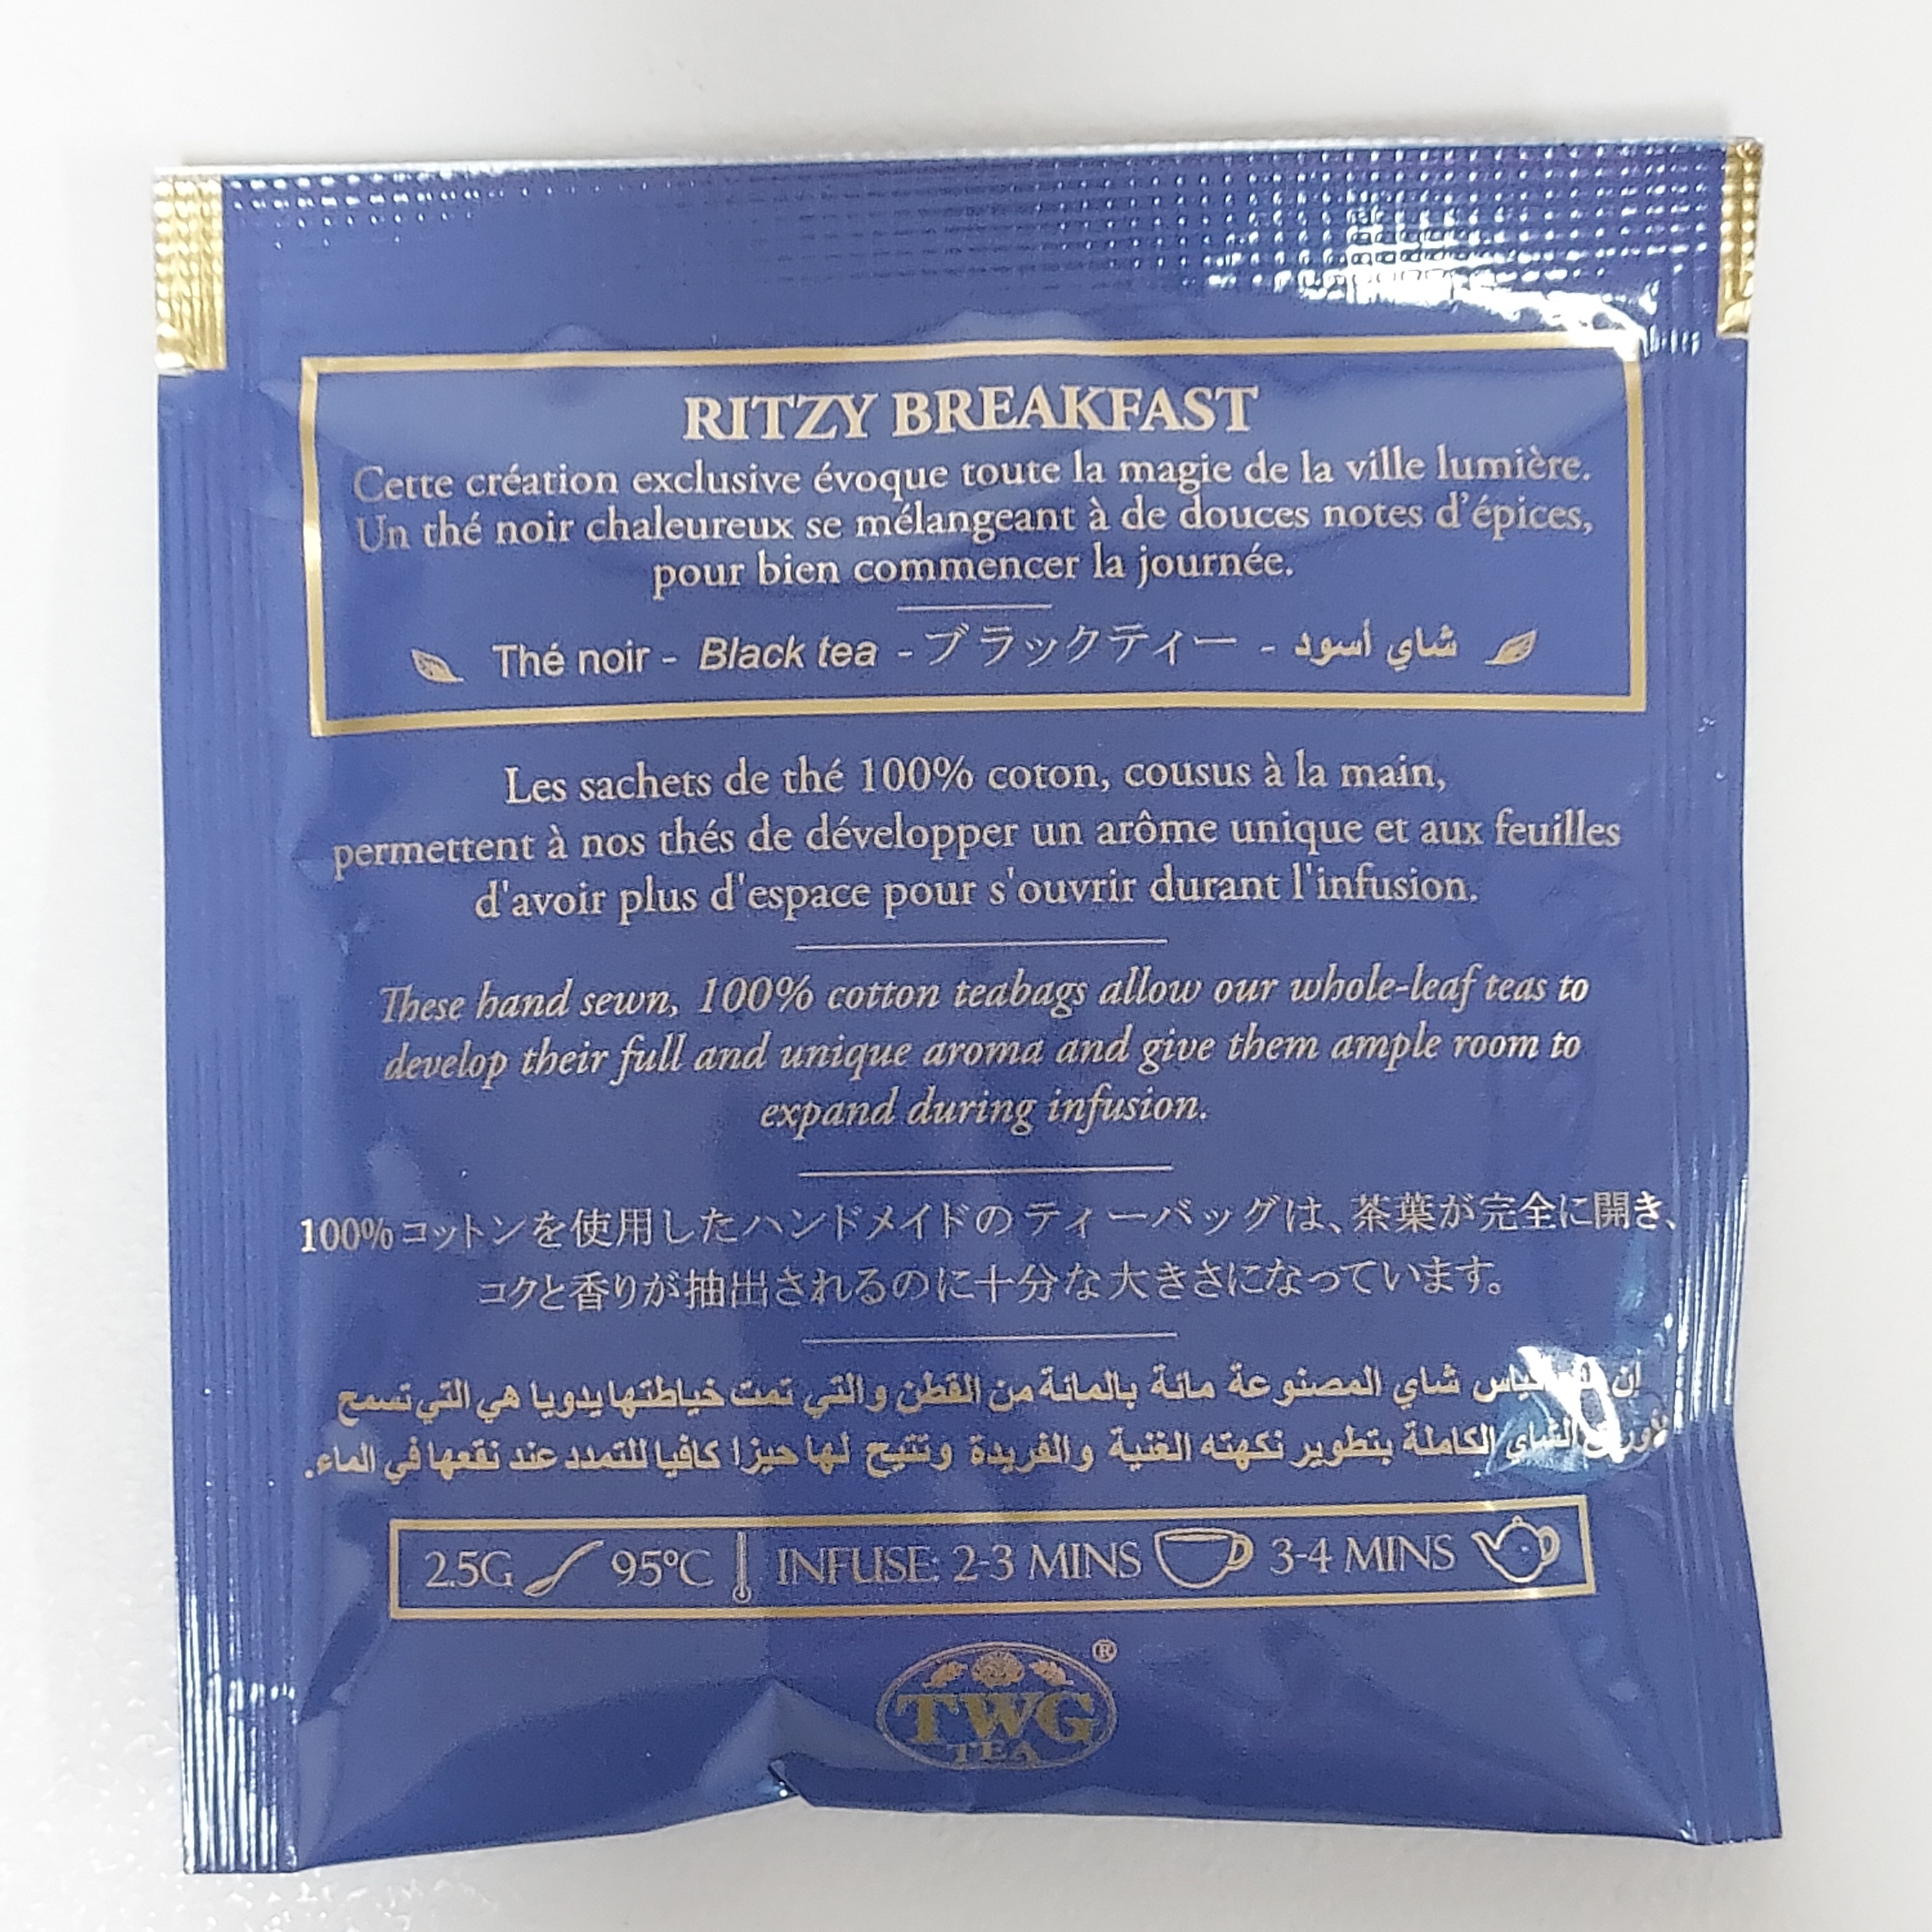 RITZY BREAKFAST
Cette création exclusive évoque toute la magie de la ville lumière.
Un thé noir chaleureux se mélangeant à de douces notes d’épices,
pour bien commencer la journée.
Thé noir - Black tea - ブラックティー - شاي أسود
Les sachets de thé 100% coton, cousus à la main,
permettent à nos thés de développer un arôme unique et aux feuilles
d'avoir plus d'espace pour s'ouvrir durant l'infusion.
These hand sewn, 100% cotton teabags allow our whole-leaf teas to
develop their full and unique aroma and give them ample room to
expand during infusion.
100%コットンを使用したハンドメイドのティーバッグは、茶葉が完全に開き、
コクと香りが抽出されるのに十分な大きさになっています。
إن شاي المصنوعة مائة بالمائة من القطن والتي تمت خياطتها يدويا هي التي تسمح
الشاي الكاملة بتطوير نكهته الغنية والفريدة وتتيح لها حيزا كافيا للتمدد عند نقعها في الماء.
2.5G 95°C INFUSE: 2-3 MINS 3-4 MINS
®
TWG
TEA